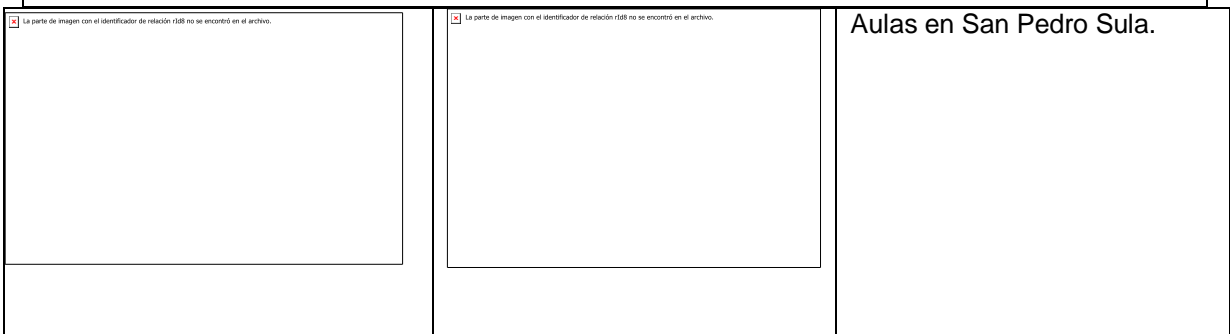 La parte de imagen con el identificador de relación rId8 no se encontró en el archivo.
La parte de imagen con el identificador de relación rId8 no se encontró en el archivo.
Aulas en San Pedro Sula.